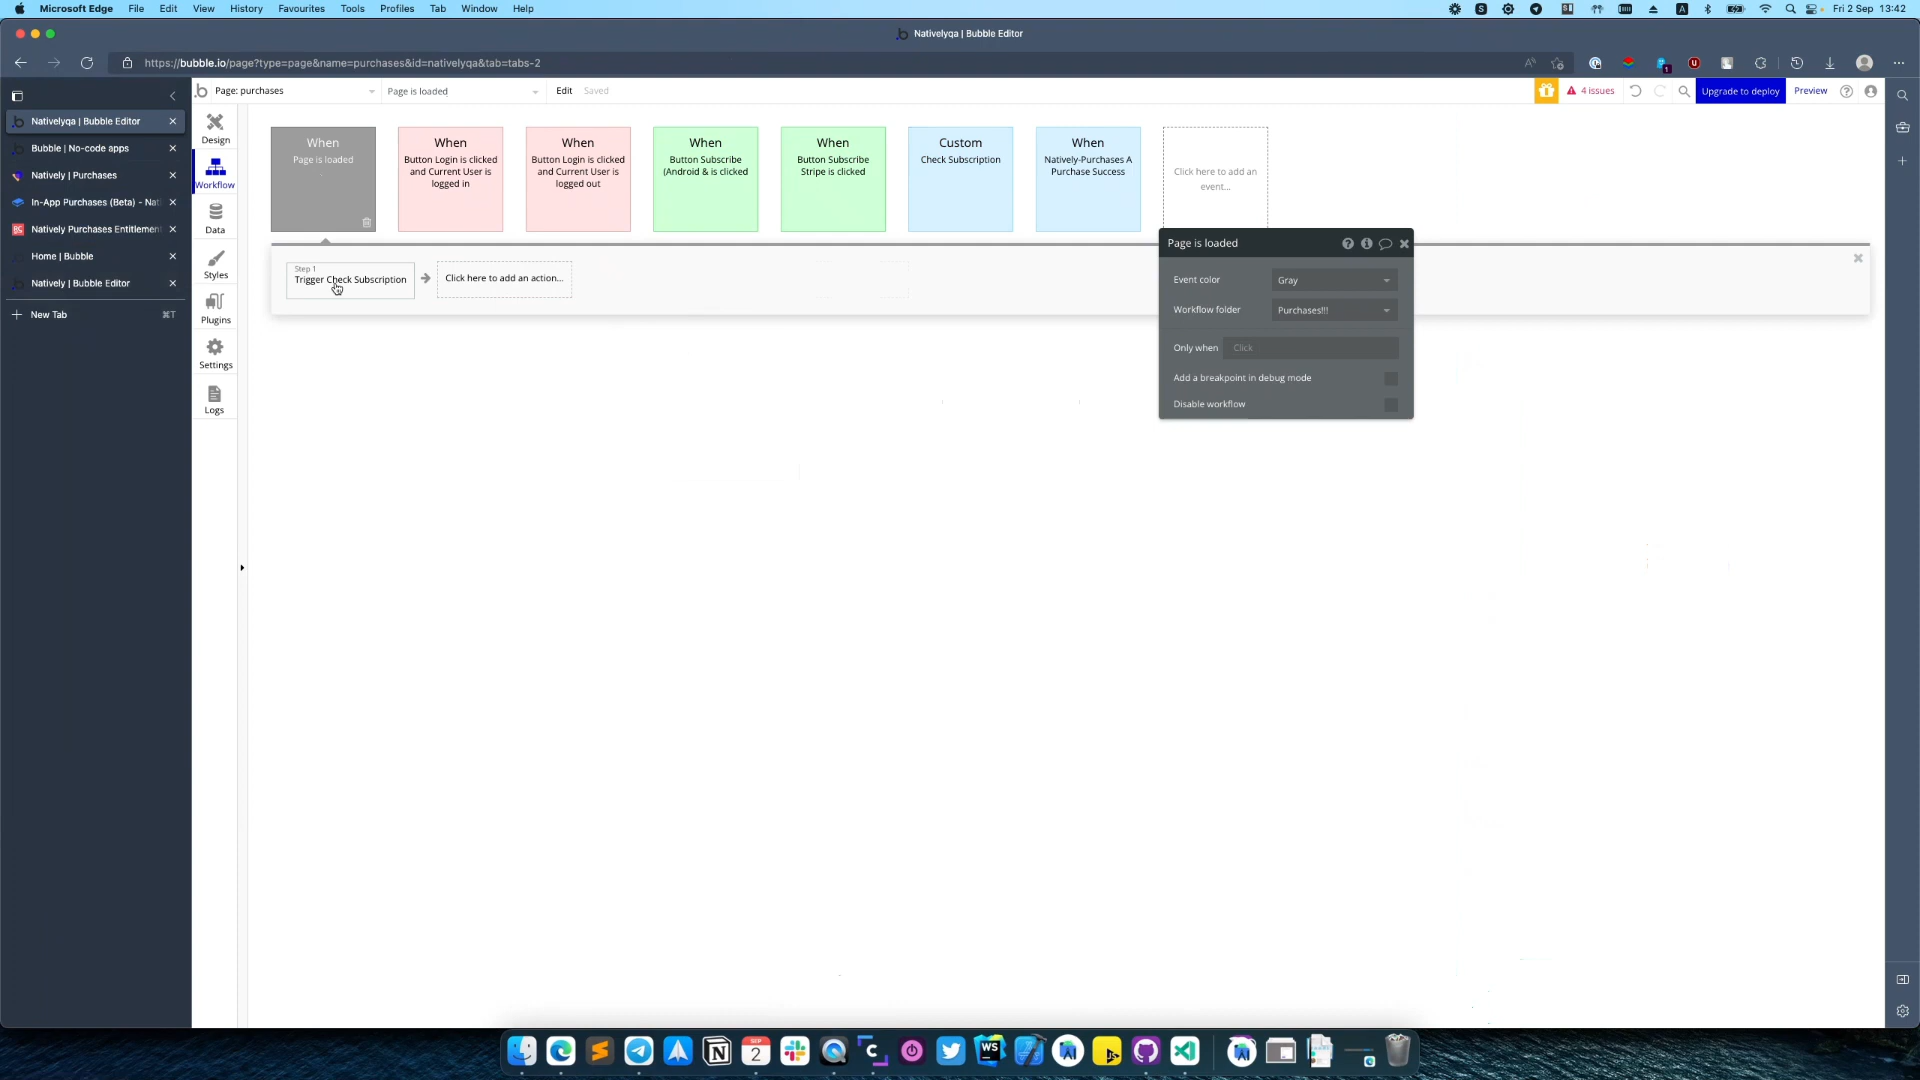 Microsoft Edge File Edit View History Favourites Tools Profiles Tab Window Help
Fri 2 Sep 13:42
Nativelyqa | Bubble Editor
https://bubble.io/page?type=page&name=purchases&id=nativelyqa&tab=tabs-2
Nativelyqa | Bubble Editor
Bubble | No-code apps
Natively | Purchases
In-App Purchases (Beta) - Nati
Natively Purchases Entitlement
Home | Bubble
Natively | Bubble Editor
New Tab ⌘T
Page: purchases
Page is loaded
Edit
Saved
4 issues
Upgrade to deploy
Preview
Design
Workflow
Data
Styles
Plugins
Settings
Logs
When
Page is loaded
When
Button Login is clicked
and Current User is
logged in
When
Button Login is clicked
and Current User is
logged out
When
Button Subscribe
(Android & is clicked
When
Button Subscribe
Stripe is clicked
Custom
Check Subscription
When
Natively-Purchases A
Purchase Success
Click here to add an
event...
Step 1
Trigger Check Subscription
Click here to add an action...
Page is loaded
Event color
Gray
Workflow folder
Purchases!!!
Only when
Click
Add a breakpoint in debug mode
Disable workflow
SEP
2
WS